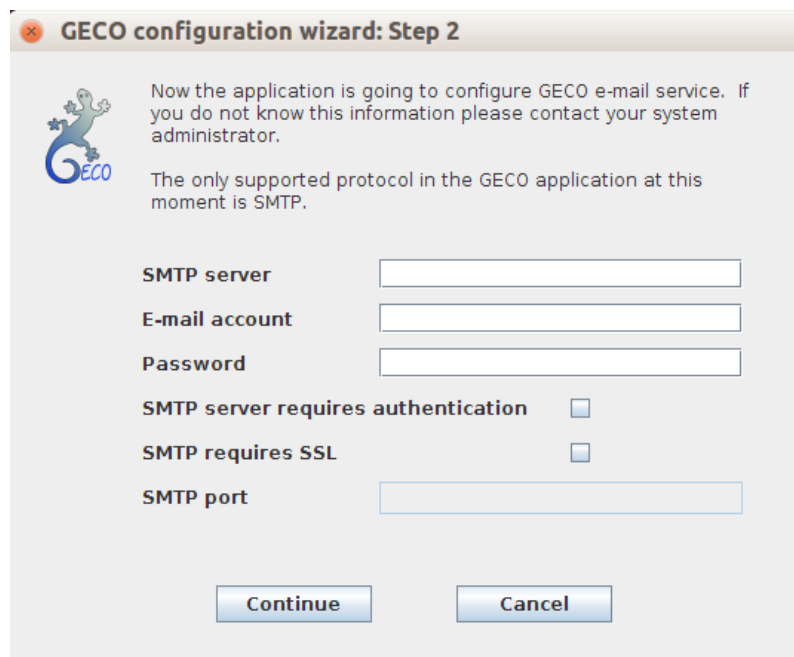 GECO configuration wizard: Step 2
Now the application is going to configure GECO e-mail service. If
you do not know this information please contact your system
administrator.
GECO
The only supported protocol in the GECO application at this
moment is SMTP.
SMTP server
E-mail account
Password
SMTP server requires authentication
SMTP requires SSL
SMTP port
Continue Cancel